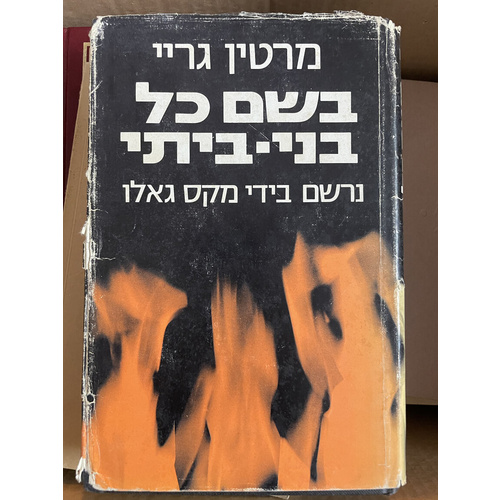 מרטין גריי
בשם כל
בני-ביתי
נרשם בידי מקס גאלו